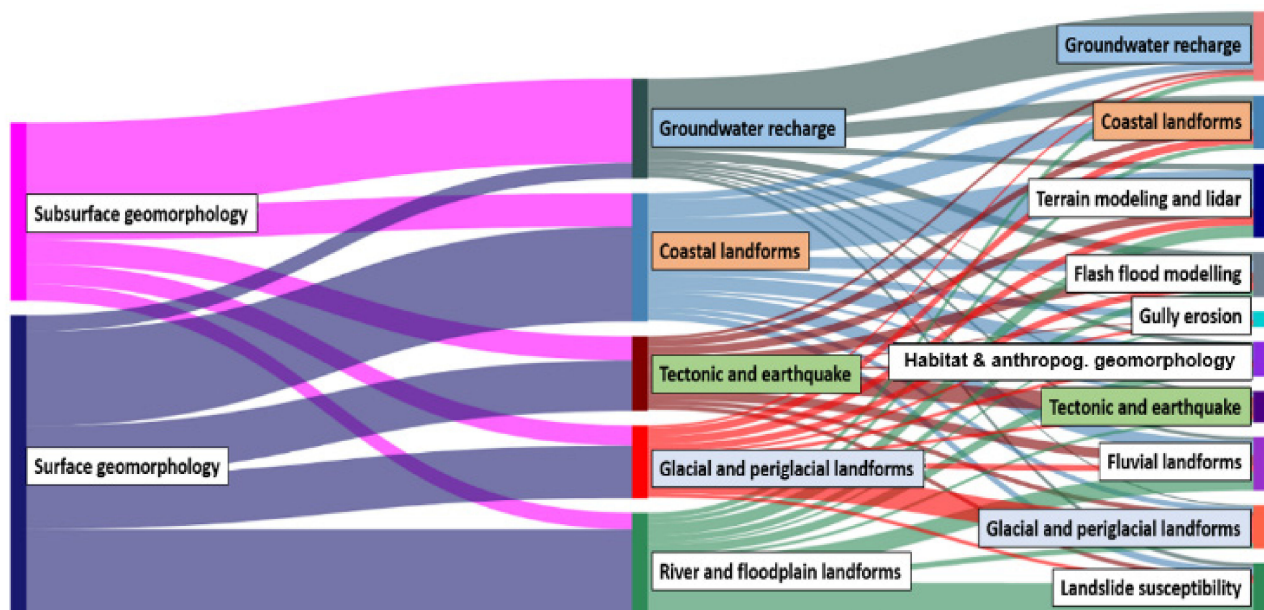 Subsurface geomorphology
Surface geomorphology
Groundwater recharge
Coastal landforms
Tectonic and earthquake
Glacial and periglacial landforms
River and floodplain landforms
Groundwater recharge
Coastal landforms
Terrain modeling and lidar
Flash flood modelling
Gully erosion
Habitat & anthropog. geomorphology
Tectonic and earthquake
Fluvial landforms
Glacial and periglacial landforms
Landslide susceptibility